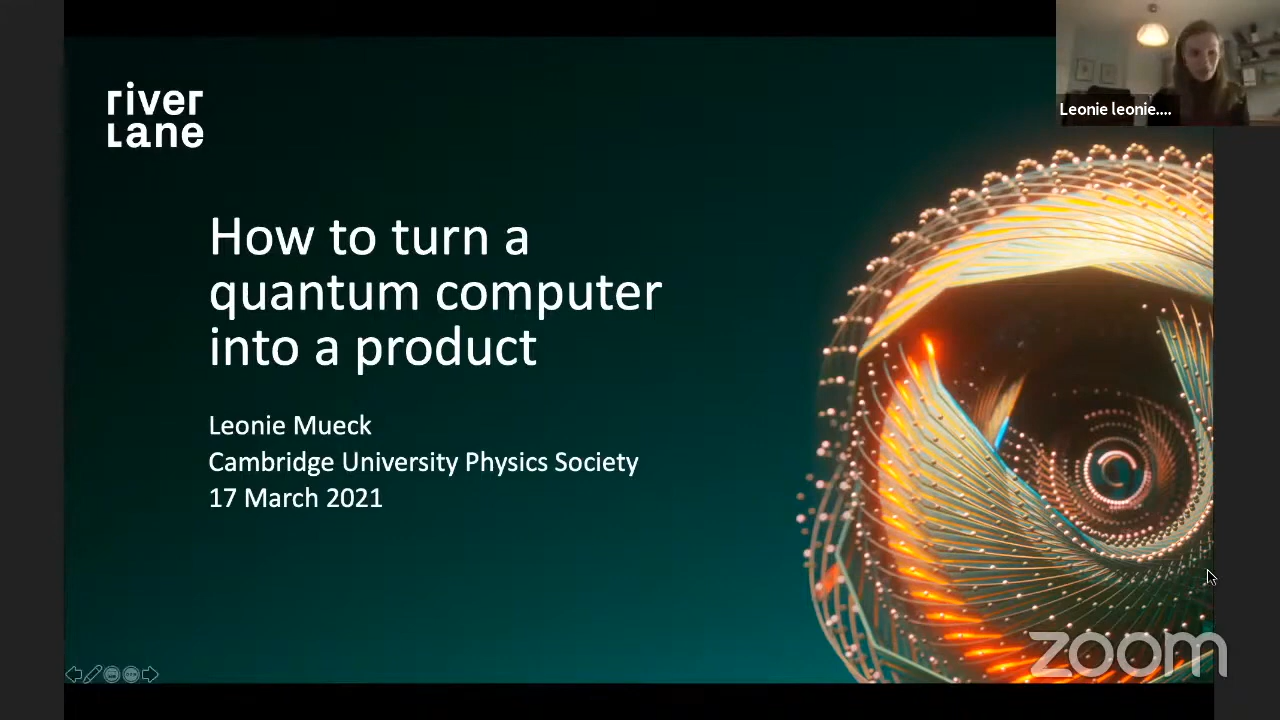 river
Lane
Leonie leonie....
How to turn a
quantum computer
into a product
Leonie Mueck
Cambridge University Physics Society
17 March 2021
zoom